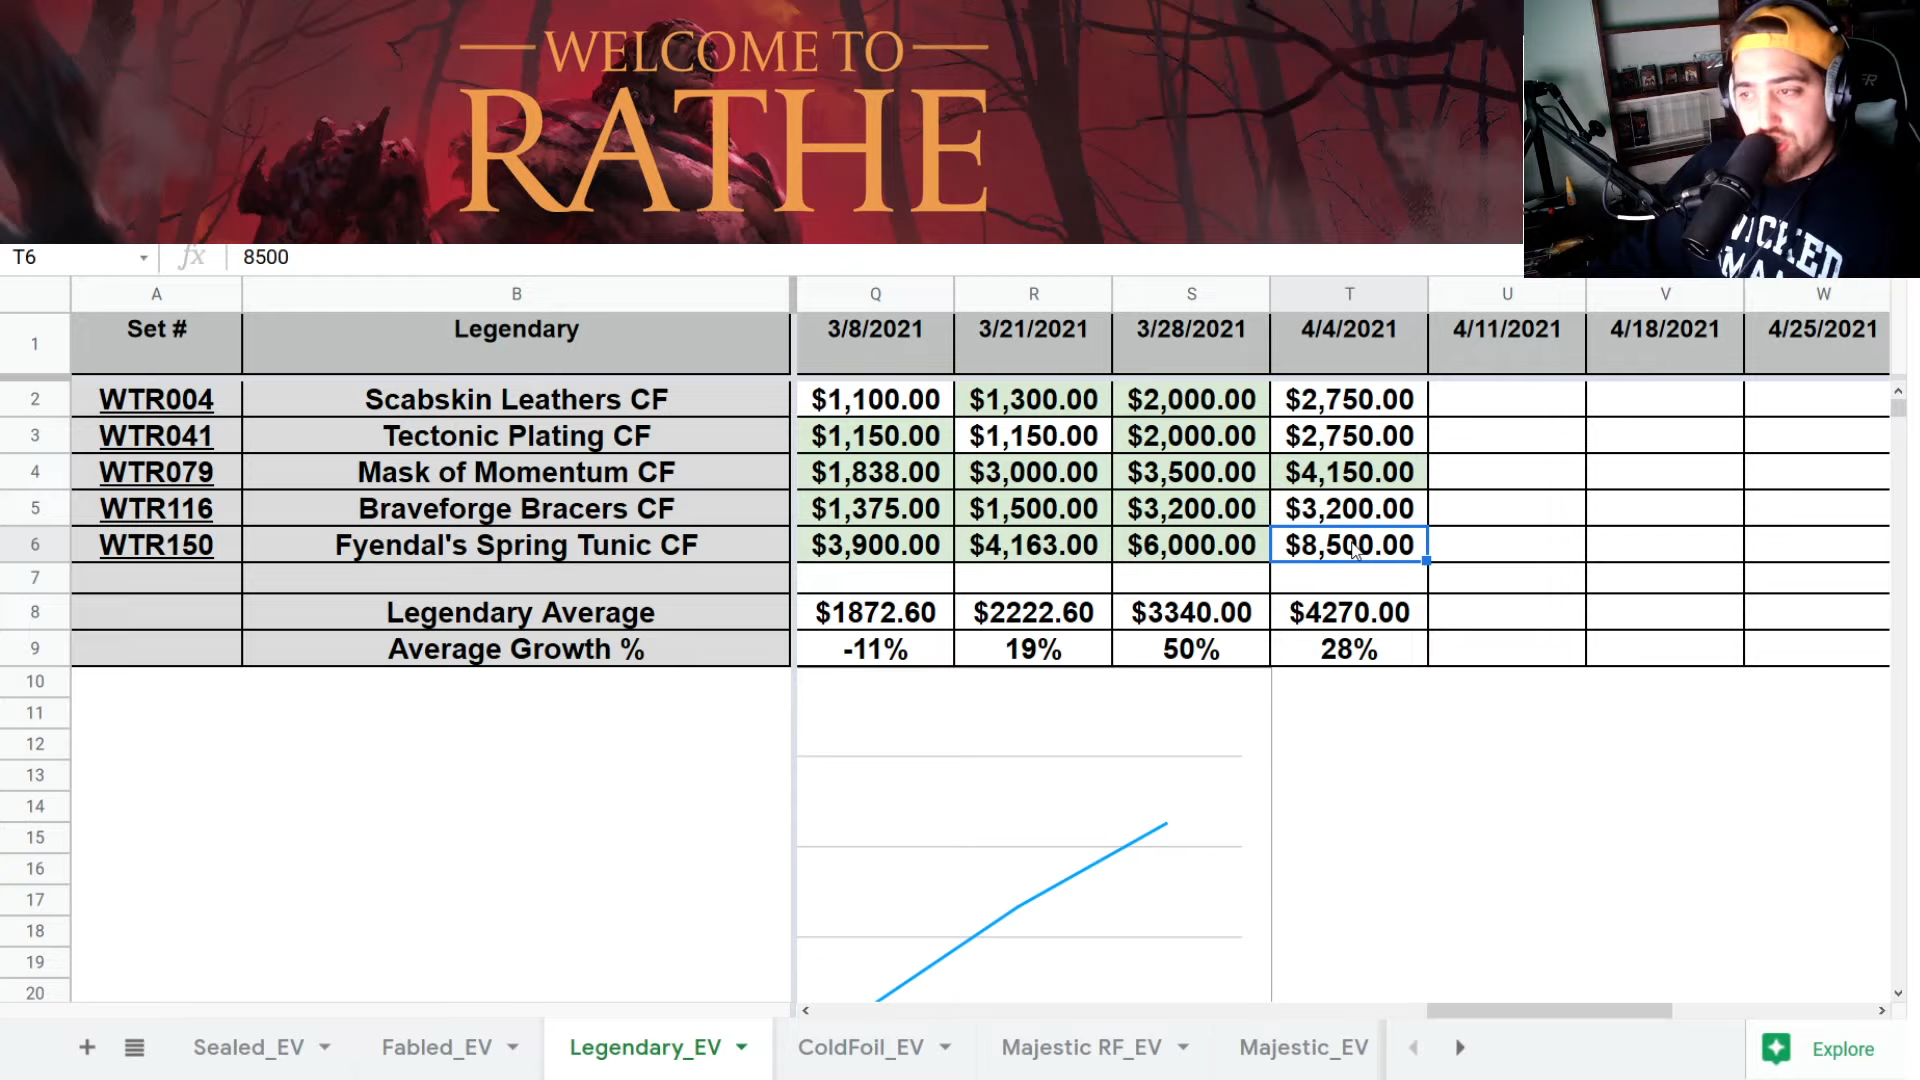 WELCOME TO
RATHE
WICKED
T6 fx 8500
A B Q R S T U V W
1 Set # Legendary 3/8/2021 3/21/2021 3/28/2021 4/4/2021 4/11/2021 4/18/2021 4/25/2021
2 WTR004 Scabskin Leathers CF $1,100.00 $1,300.00 $2,000.00 $2,750.00
3 WTR041 Tectonic Plating CF $1,150.00 $1,150.00 $2,000.00 $2,750.00
4 WTR079 Mask of Momentum CF $1,838.00 $3,000.00 $3,500.00 $4,150.00
5 WTR116 Braveforge Bracers CF $1,375.00 $1,500.00 $3,200.00 $3,200.00
6 WTR150 Fyendal's Spring Tunic CF $3,900.00 $4,163.00 $6,000.00 $8,500.00
7
8 Legendary Average $1872.60 $2222.60 $3340.00 $4270.00
9 Average Growth % -11% 19% 50% 28%
10
11
12
13
14
15
16
17
18
19
20
+ Sealed_EV Fabled_EV Legendary_EV ColdFoil_EV Majestic RF_EV Majestic_EV Explore